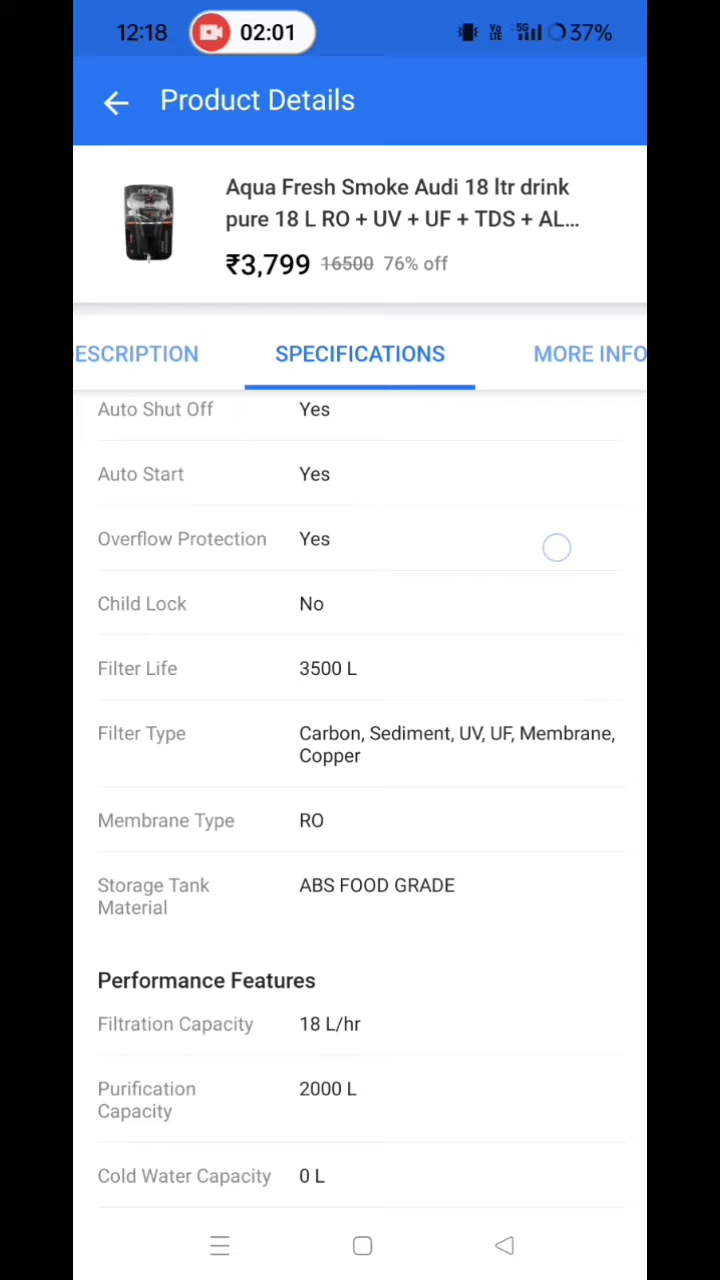 12:18 02:01 Vo LTE 5G 37%
Product Details
Aqua Fresh Smoke Audi 18 ltr drink
pure 18 L RO + UV + UF + TDS + AL...
₹3,799 16500 76% off
ESCRIPTION SPECIFICATIONS MORE INFO
Auto Shut Off Yes
Auto Start Yes
Overflow Protection Yes
Child Lock No
Filter Life 3500 L
Filter Type Carbon, Sediment, UV, UF, Membrane,
Copper
Membrane Type RO
Storage Tank ABS FOOD GRADE
Material
Performance Features
Filtration Capacity 18 L/hr
Purification 2000 L
Capacity
Cold Water Capacity 0 L